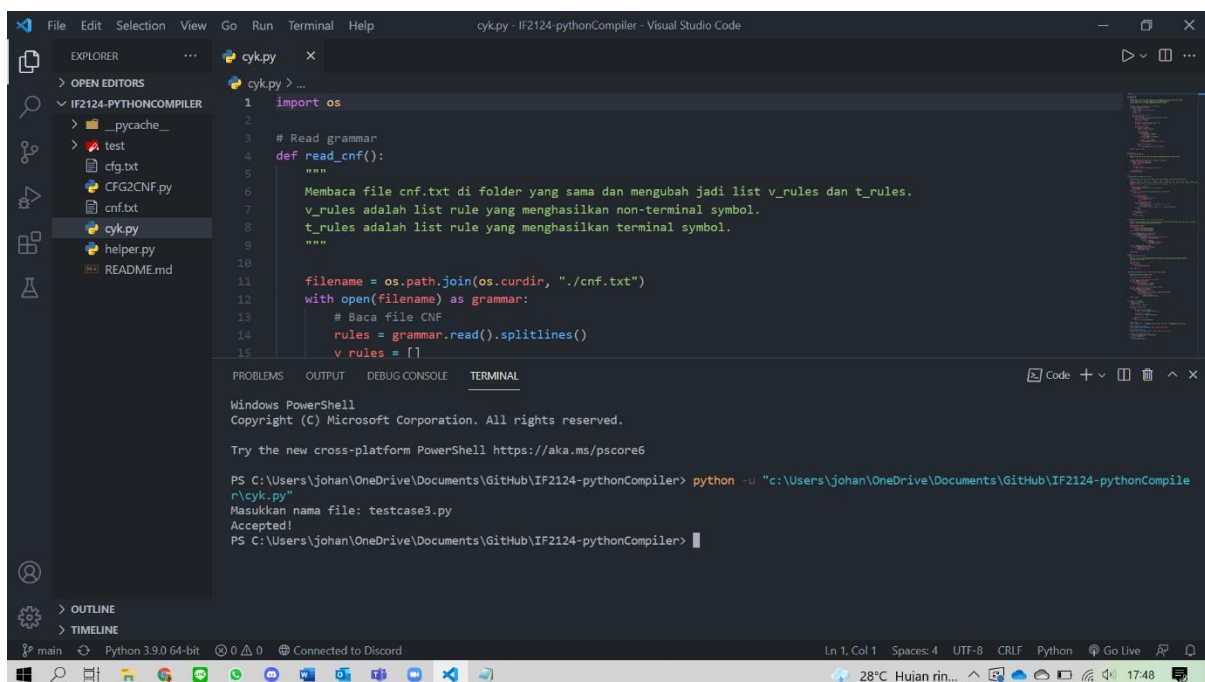 File Edit Selection View Go Run Terminal Help cyk.py - IF2124-pythonCompiler - Visual Studio Code
EXPLORER ... cyk.py ×
> OPEN EDITORS
IF2124-PYTHONCOMPILER
> __pycache__
> test
cfg.txt
CFG2CNF.py
cnf.txt
cyk.py
helper.py
README.md
> OUTLINE
> TIMELINE
cyk.py > ...
1 import os
2
3 # Read grammar
4 def read_cnf():
5 """
6 Membaca file cnf.txt di folder yang sama dan mengubah jadi list v_rules dan t_rules.
7 v_rules adalah list rule yang menghasilkan non-terminal symbol.
8 t_rules adalah list rule yang menghasilkan terminal symbol.
9 """
10
11 filename = os.path.join(os.curdir, "./cnf.txt")
12 with open(filename) as grammar:
13 # Baca file CNF
14 rules = grammar.read().splitlines()
15 v_rules = []
PROBLEMS OUTPUT DEBUG CONSOLE TERMINAL Code
Windows PowerShell
Copyright (C) Microsoft Corporation. All rights reserved.
Try the new cross-platform PowerShell https://aka.ms/pscore6
PS C:\Users\johan\OneDrive\Documents\GitHub\IF2124-pythonCompiler> python -u "c:\Users\johan\OneDrive\Documents\GitHub\IF2124-pythonCompile
r\cyk.py"
Masukkan nama file: testcase3.py
Accepted!
PS C:\Users\johan\OneDrive\Documents\GitHub\IF2124-pythonCompiler>
main Python 3.9.0 64-bit 0 0 Connected to Discord Ln 1, Col 1 Spaces: 4 UTF-8 CRLF Python Go Live
28°C Hujan rin... 17:48